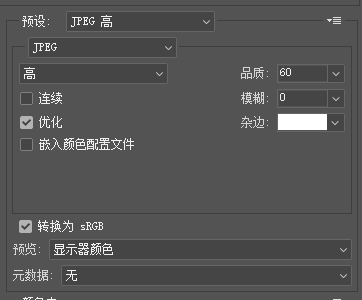 预设: JPEG 高
JPEG
高 品质: 60
连续 模糊: 0
优化 杂边:
嵌入颜色配置文件
转换为 sRGB
预览: 显示器颜色
元数据: 无